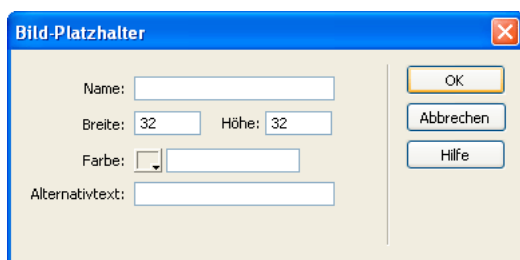 Bild-Platzhalter
Name:
OK
Breite: 32 Höhe: 32
Abbrechen
Farbe:
Hilfe
Alternativtext: